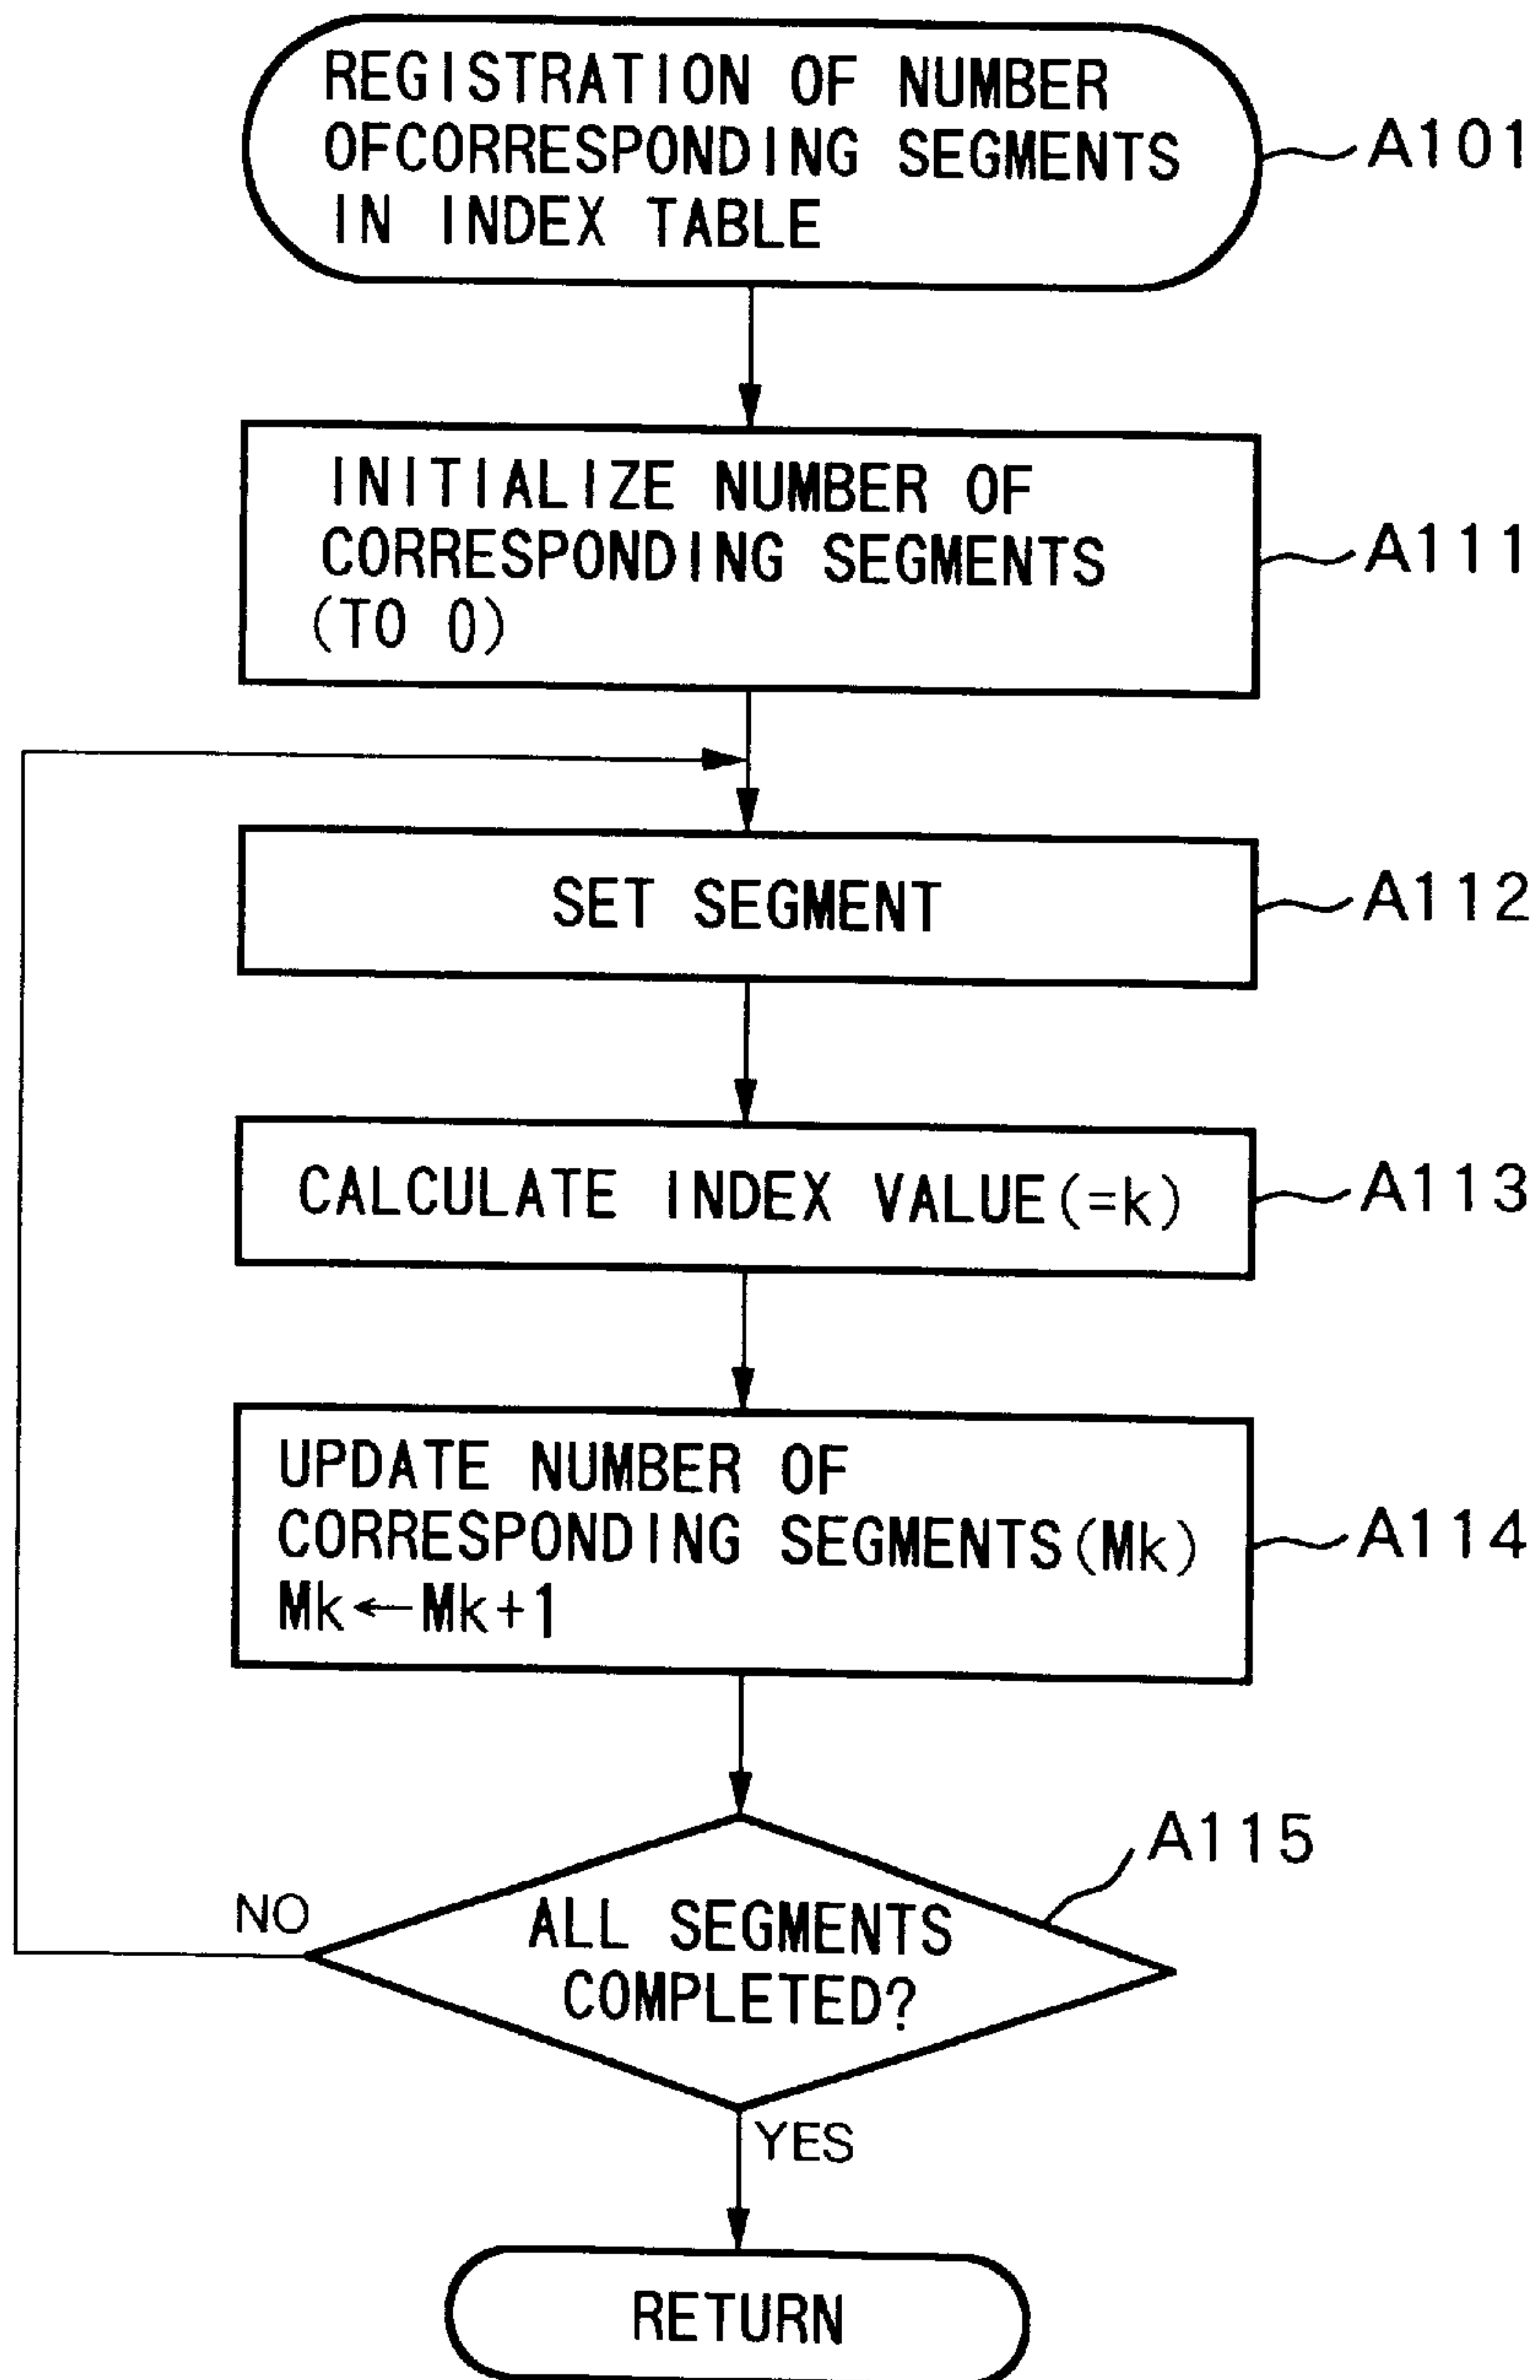 REGISTRATION OF NUMBER
OFCORRESPONDING SEGMENTS
IN INDEX TABLE
A101
INITIALIZE NUMBER OF
CORRESPONDING SEGMENTS
(TO 0)
A111
SET SEGMENT
A112
CALCULATE INDEX VALUE(=k)
A113
UPDATE NUMBER OF
CORRESPONDING SEGMENTS(Mk)
Mk←Mk+1
A114
A115
NO
ALL SEGMENTS
COMPLETED?
YES
RETURN